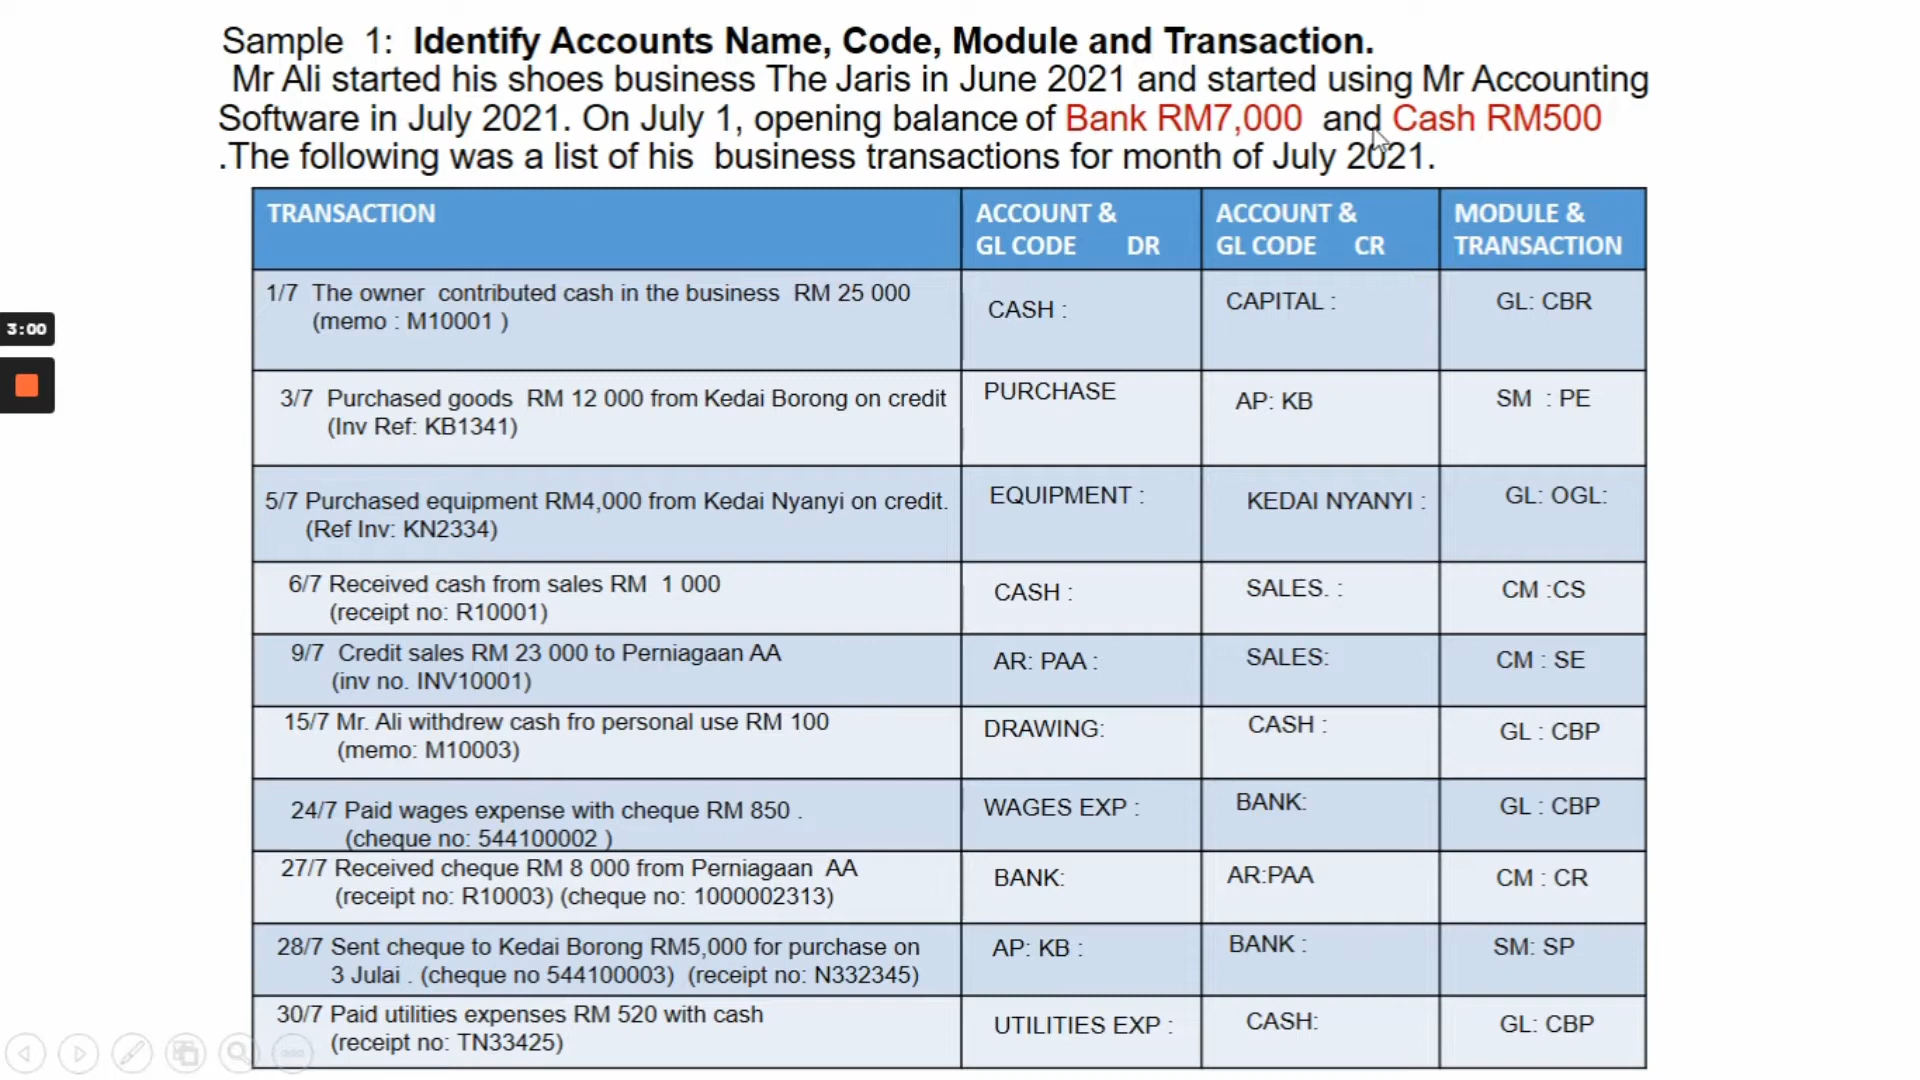 Sample 1: Identify Accounts Name, Code, Module and Transaction.
Mr Ali started his shoes business The Jaris in June 2021 and started using Mr Accounting
Software in July 2021. On July 1, opening balance of Bank RM7,000 and Cash RM500
.The following was a list of his business transactions for month of July 2021.
TRANSACTION
ACCOUNT &
GL CODE DR
ACCOUNT &
GL CODE CR
MODULE &
TRANSACTION
1/7 The owner contributed cash in the business RM 25 000
(memo : M10001 )
CASH :
CAPITAL :
GL: CBR
3/7 Purchased goods RM 12 000 from Kedai Borong on credit
(Inv Ref: KB1341)
PURCHASE
AP: KB
SM : PE
5/7 Purchased equipment RM4,000 from Kedai Nyanyi on credit.
(Ref Inv: KN2334)
EQUIPMENT :
KEDAI NYANYI :
GL: OGL:
6/7 Received cash from sales RM 1 000
(receipt no: R10001)
CASH :
SALES. :
CM :CS
9/7 Credit sales RM 23 000 to Perniagaan AA
(inv no. INV10001)
AR: PAA :
SALES:
CM : SE
15/7 Mr. Ali withdrew cash fro personal use RM 100
(memo: M10003)
DRAWING:
CASH :
GL : CBP
24/7 Paid wages expense with cheque RM 850 .
(cheque no: 544100002 )
WAGES EXP :
BANK:
GL : CBP
27/7 Received cheque RM 8 000 from Perniagaan AA
(receipt no: R10003) (cheque no: 1000002313)
BANK:
AR:PAA
CM : CR
28/7 Sent cheque to Kedai Borong RM5,000 for purchase on
3 Julai . (cheque no 544100003) (receipt no: N332345)
AP: KB :
BANK :
SM: SP
30/7 Paid utilities expenses RM 520 with cash
(receipt no: TN33425)
UTILITIES EXP :
CASH:
GL: CBP
3:00